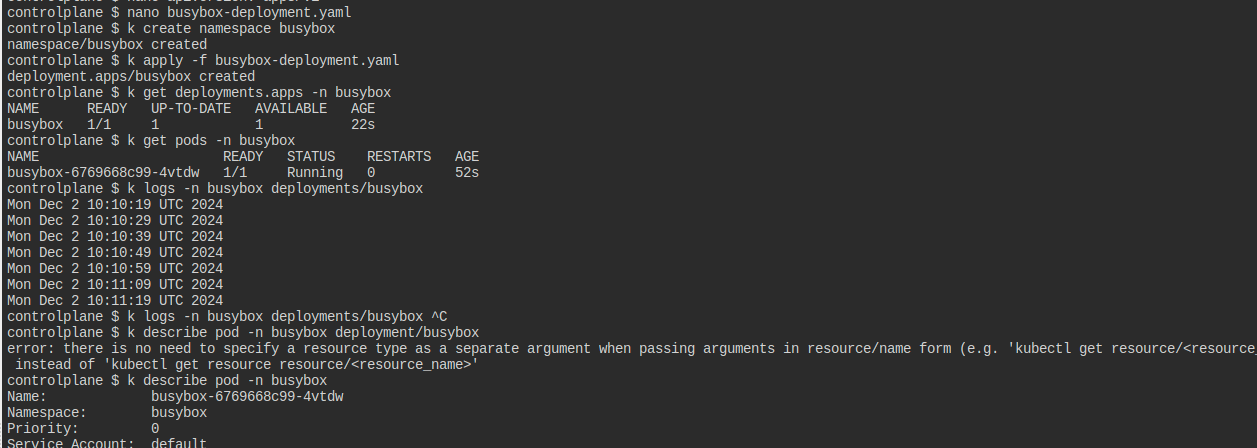 controlplane $ nano busybox-deployment.yaml
controlplane $ k create namespace busybox
namespace/busybox created
controlplane $ k apply -f busybox-deployment.yaml
deployment.apps/busybox created
controlplane $ k get deployments.apps -n busybox
NAME      READY   UP-TO-DATE   AVAILABLE   AGE
busybox   1/1     1            1           22s
controlplane $ k get pods -n busybox
NAME                       READY   STATUS    RESTARTS   AGE
busybox-6769668c99-4vtdw   1/1     Running   0          52s
controlplane $ k logs -n busybox deployments/busybox
Mon Dec 2 10:10:19 UTC 2024
Mon Dec 2 10:10:29 UTC 2024
Mon Dec 2 10:10:39 UTC 2024
Mon Dec 2 10:10:49 UTC 2024
Mon Dec 2 10:10:59 UTC 2024
Mon Dec 2 10:11:09 UTC 2024
Mon Dec 2 10:11:19 UTC 2024
controlplane $ k logs -n busybox deployments/busybox ^C
controlplane $ k describe pod -n busybox deployment/busybox
error: there is no need to specify a resource type as a separate argument when passing arguments in resource/name form (e.g. 'kubectl get resource/<resource_
 instead of 'kubectl get resource resource/<resource_name>'
controlplane $ k describe pod -n busybox
Name:             busybox-6769668c99-4vtdw
Namespace:        busybox
Priority:         0
Service Account:  default